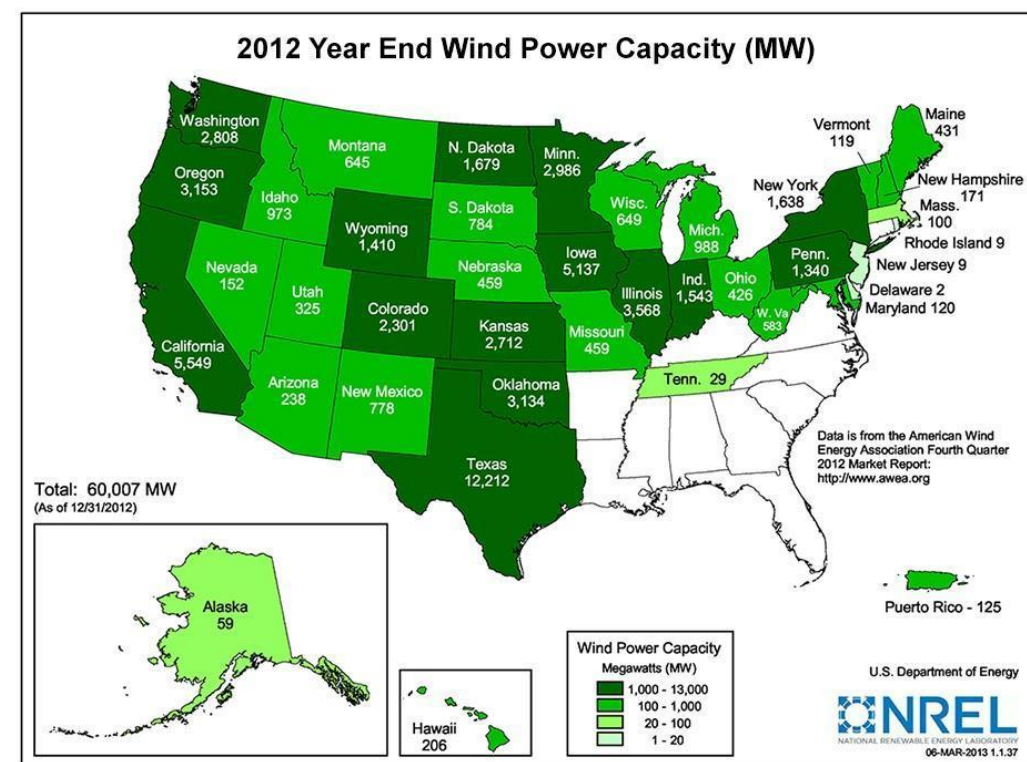 2012 Year End Wind Power Capacity (MW)
Washington
2,808
Oregon
3,153
California
5,549
Idaho
973
Nevada
152
Montana
645
Wyoming
1,410
Utah
325
Arizona
238
Colorado
2,301
New Mexico
778
N. Dakota
1,679
S. Dakota
784
Nebraska
459
Kansas
2,712
Oklahoma
3,134
Texas
12,212
Minn.
2,986
Iowa
5,137
Missouri
459
Wisc.
649
Illinois
3,568
Mich.
988
Ind.
1,543
Ohio
426
W. Va
583
Tenn. 29
Penn.
1,340
New York
1,638
Vermont
119
Maine
431
New Hampshire
171
Mass.
100
Rhode Island 9
New Jersey 9
Delaware 2
Maryland 120
Data is from the American Wind
Energy Association Fourth Quarter
2012 Market Report:
http://www.awea.org
Total: 60,007 MW
(As of 12/31/2012)
Alaska
59
Hawaii
206
Puerto Rico - 125
Wind Power Capacity
Megawatts (MW)
1,000 - 13,000
100 - 1,000
20 - 100
1 - 20
U.S. Department of Energy
NREL
NATIONAL RENEWABLE ENERGY LABORATORY
06-MAR-2013 1.1.37